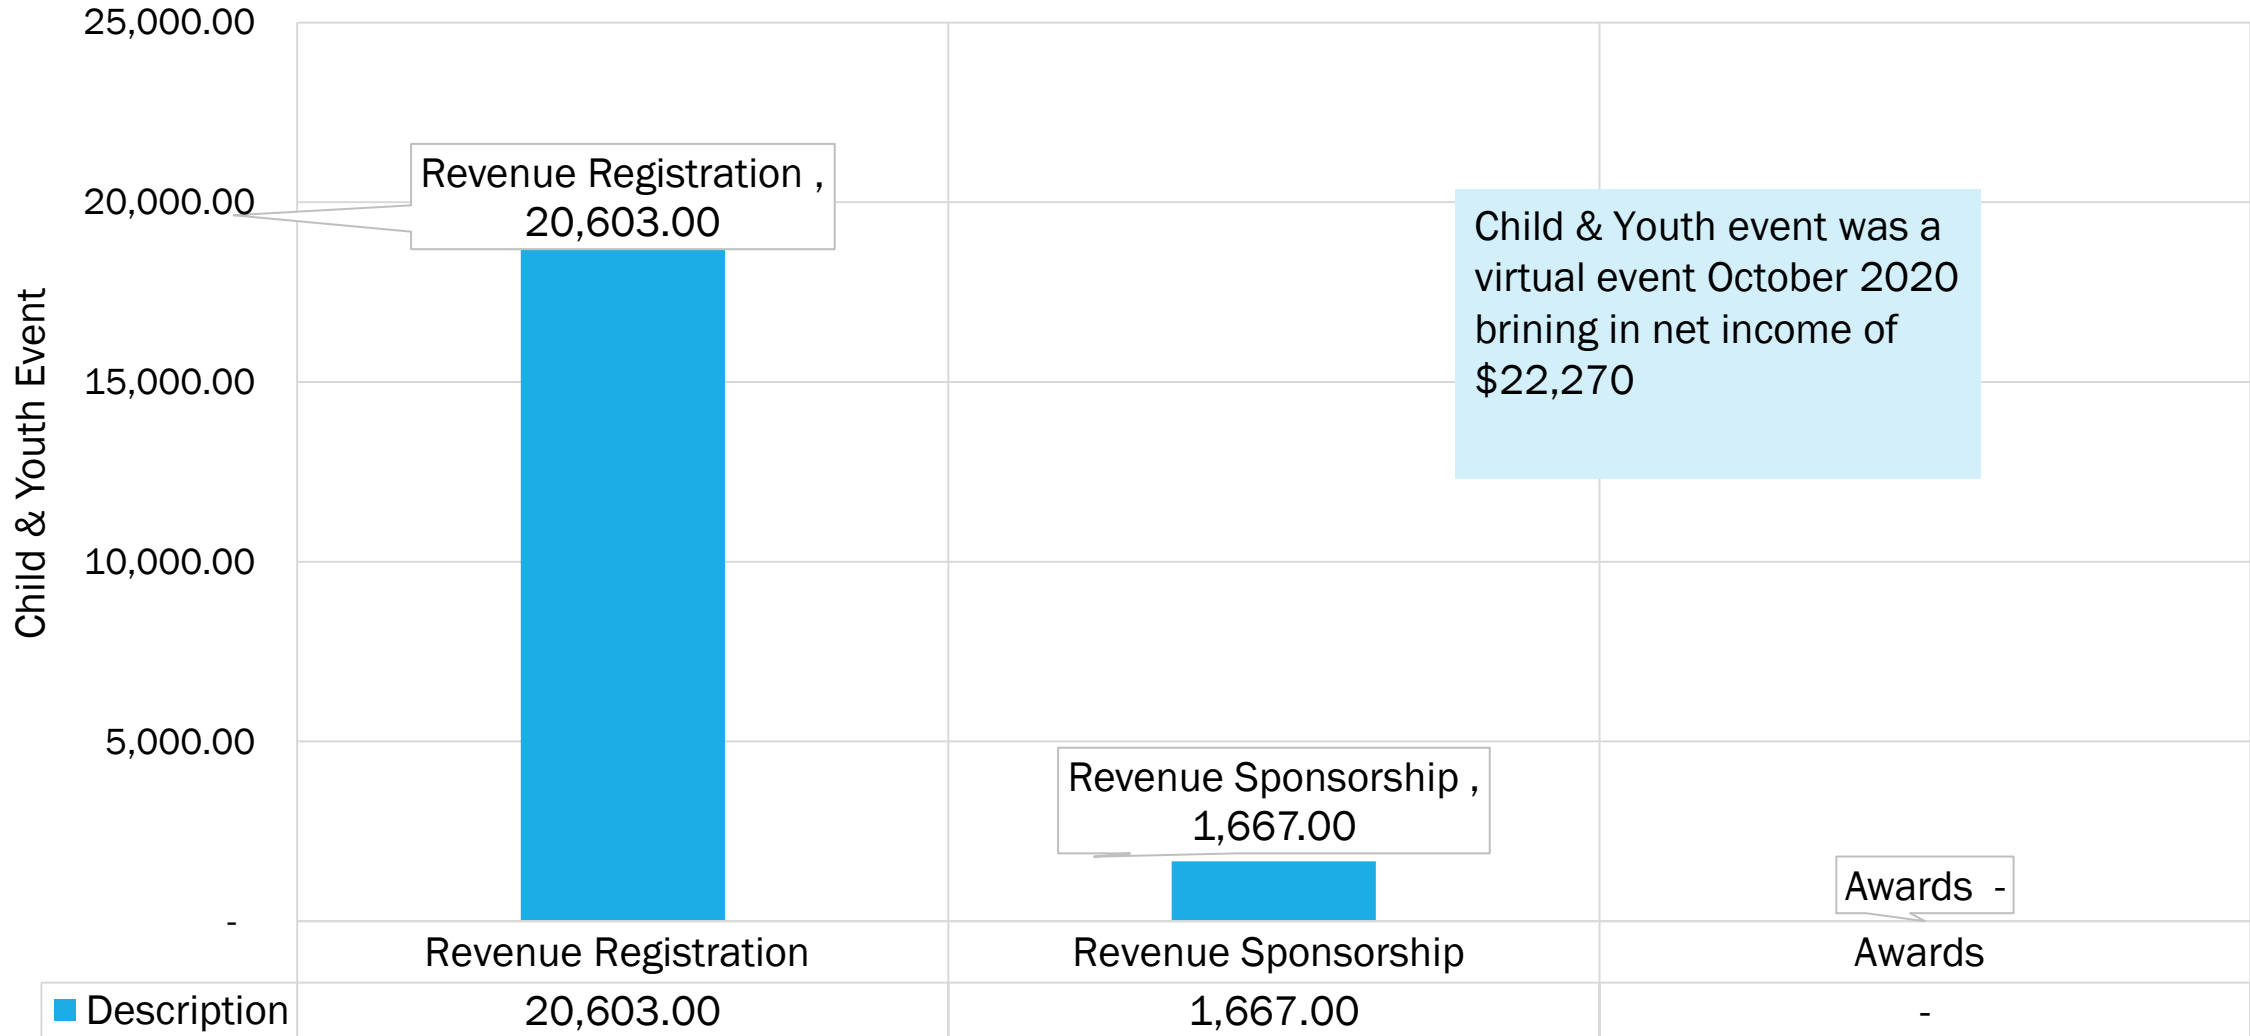 Child & Youth Event
25,000.00
20,000.00
15,000.00
10,000.00
5,000.00
-
Revenue Registration ,
20,603.00
Child & Youth event was a
virtual event October 2020
brining in net income of
$22,270
Revenue Sponsorship ,
1,667.00
Awards -
Revenue Registration Revenue Sponsorship Awards
Description 20,603.00 1,667.00 -